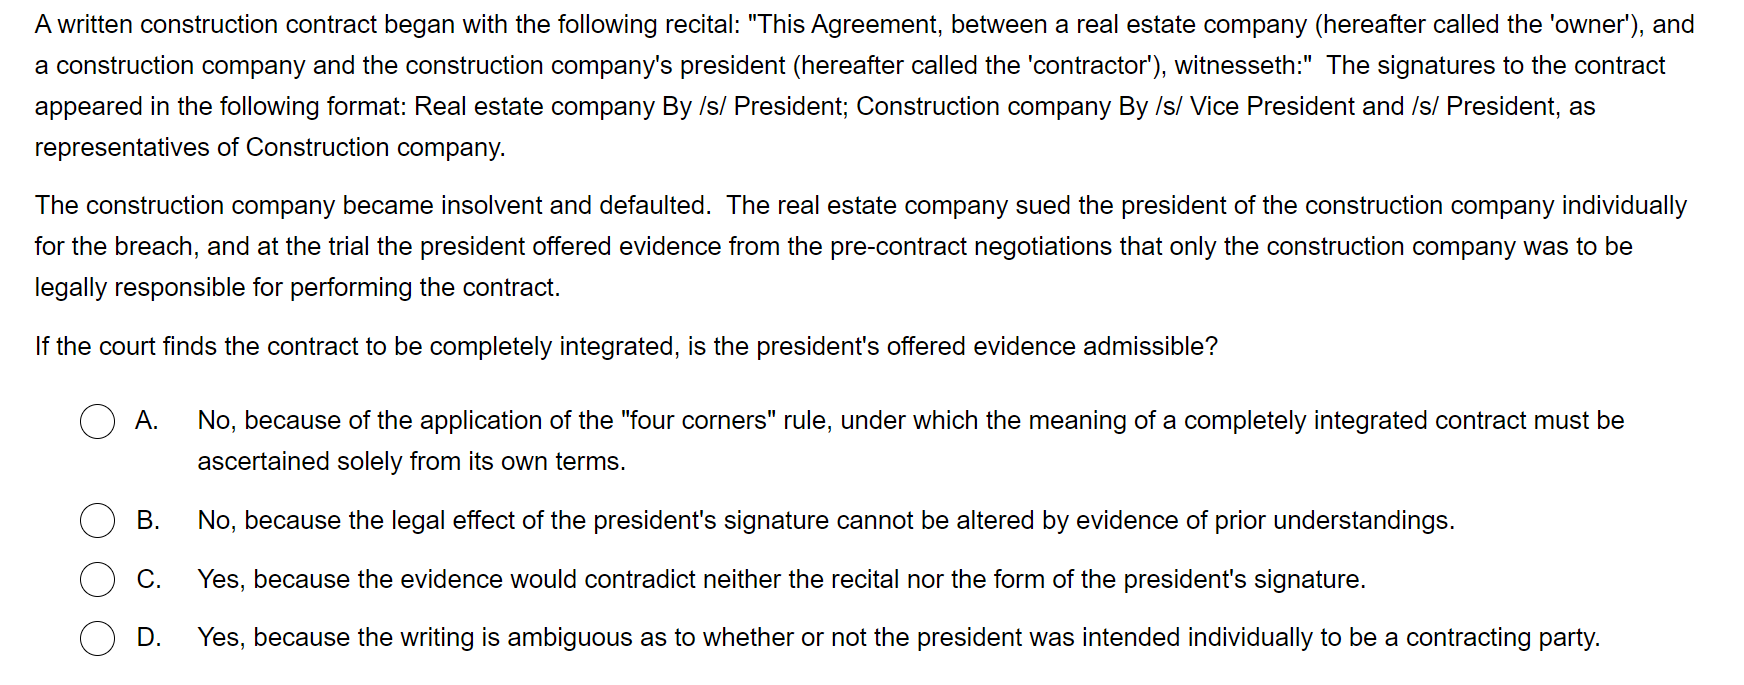 A written construction contract began with the following recital: "This Agreement, between a real estate company (hereafter called the 'owner'), and
a construction company and the construction company's president (hereafter called the 'contractor'), witnesseth:"  The signatures to the contract
appeared in the following format: Real estate company By /s/ President; Construction company By /s/ Vice President and /s/ President, as
representatives of Construction company.
The construction company became insolvent and defaulted.  The real estate company sued the president of the construction company individually
for the breach, and at the trial the president offered evidence from the pre-contract negotiations that only the construction company was to be
legally responsible for performing the contract.
If the court finds the contract to be completely integrated, is the president's offered evidence admissible?
A. No, because of the application of the "four corners" rule, under which the meaning of a completely integrated contract must be
ascertained solely from its own terms.
B. No, because the legal effect of the president's signature cannot be altered by evidence of prior understandings.
C. Yes, because the evidence would contradict neither the recital nor the form of the president's signature.
D. Yes, because the writing is ambiguous as to whether or not the president was intended individually to be a contracting party.